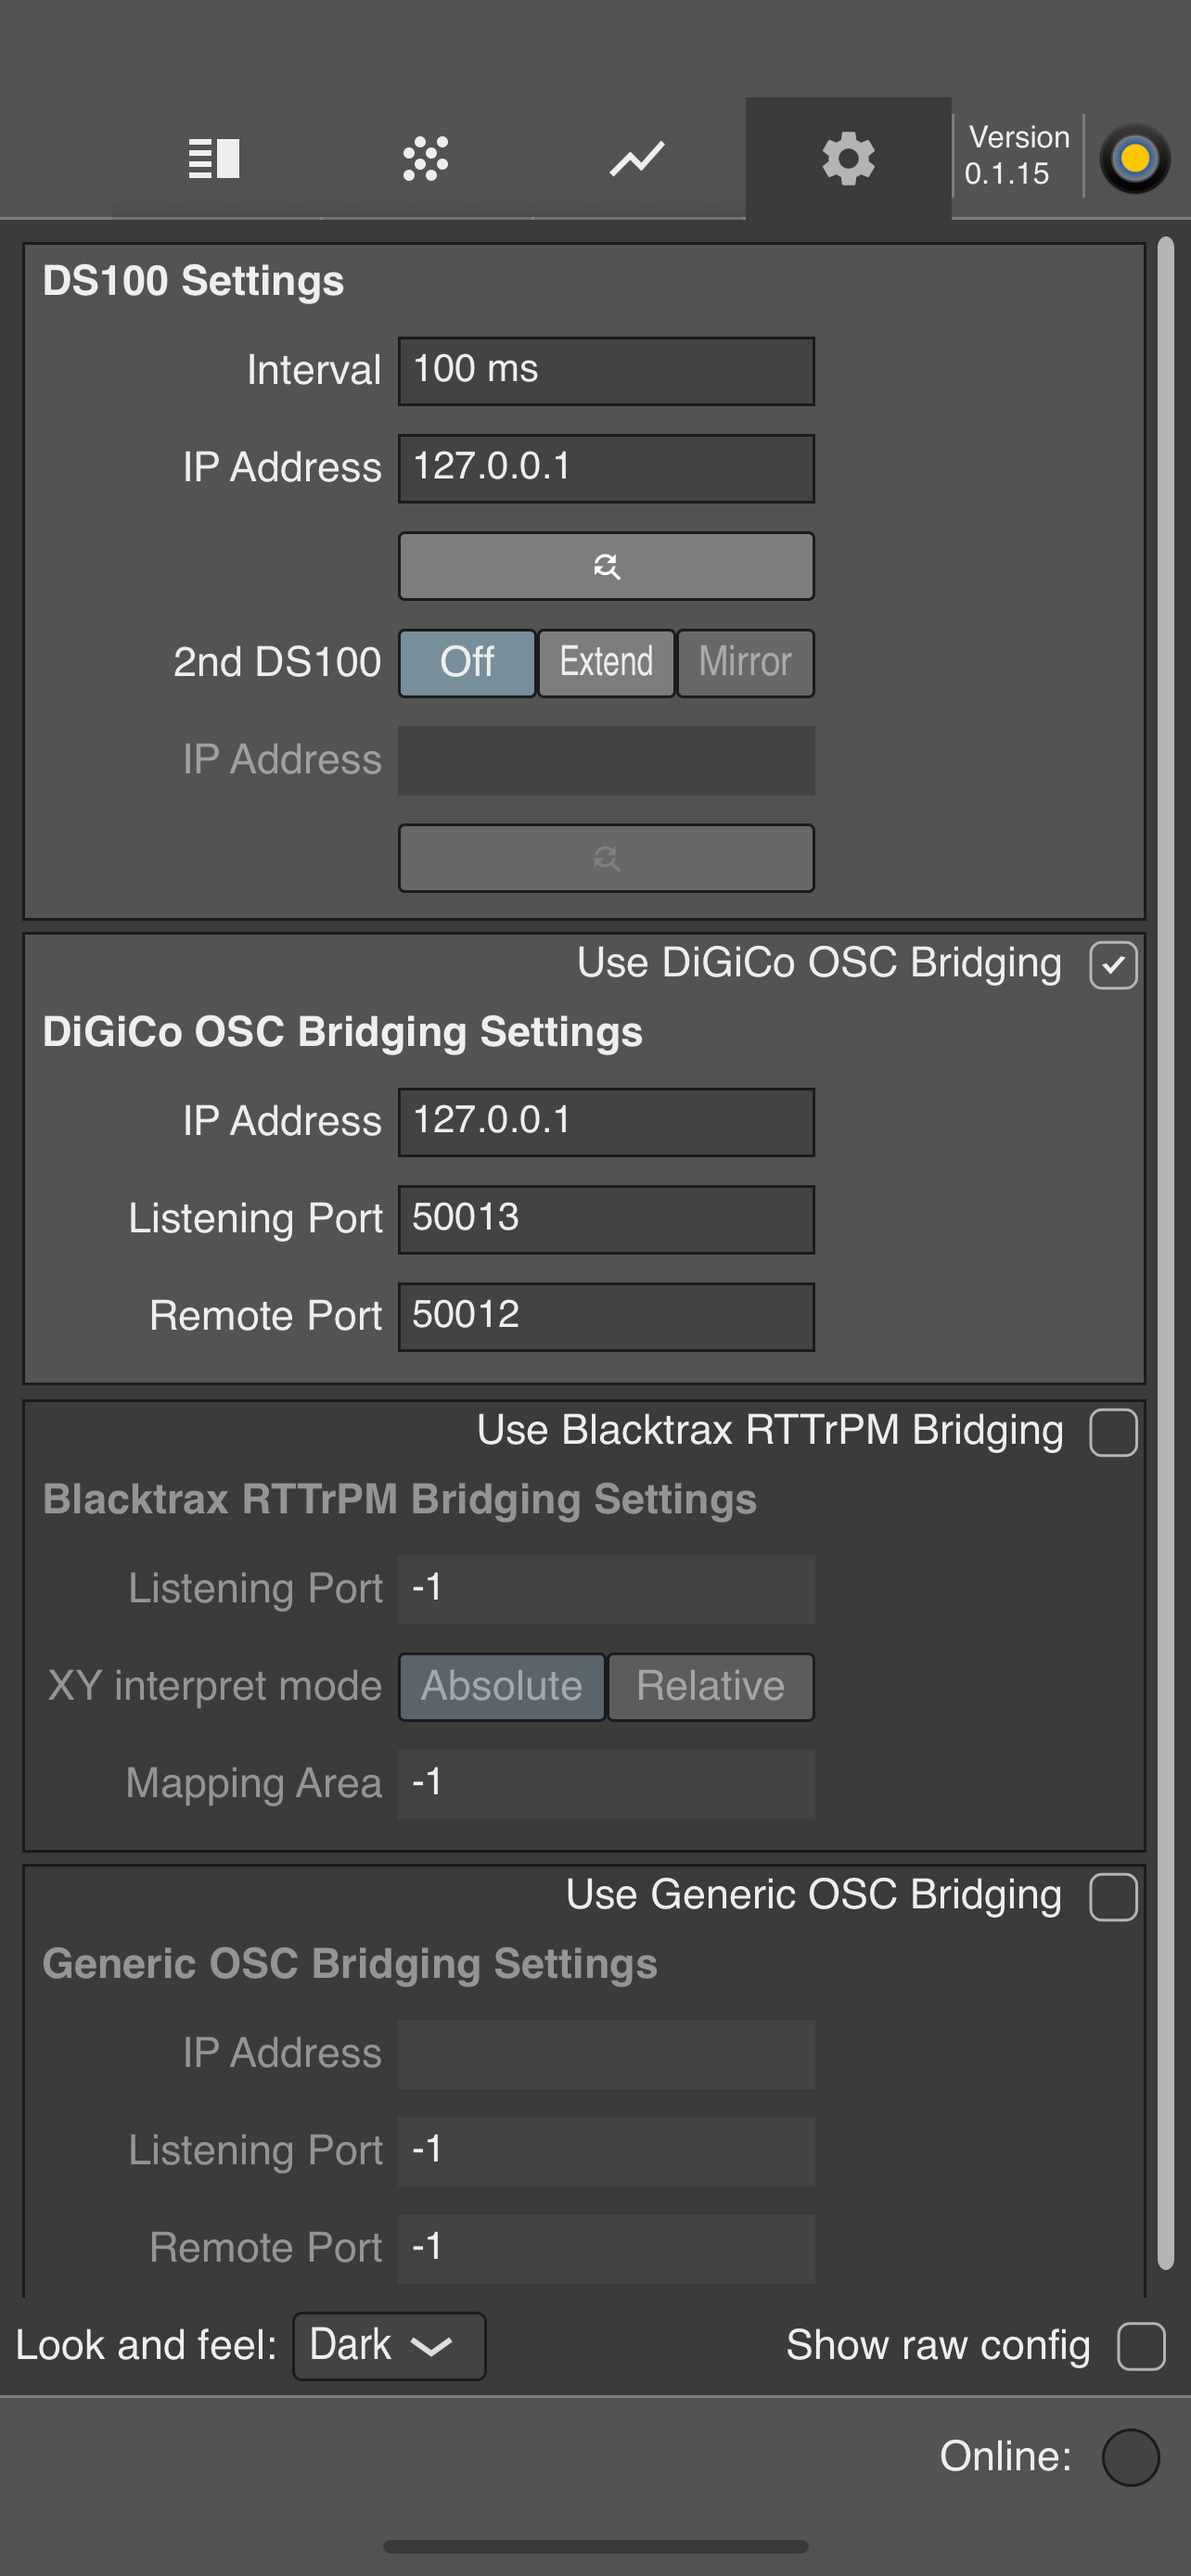 Version
0.1.15
DS100 Settings
Interval 100 ms
IP Address 127.0.0.1
2nd DS100 Off Extend Mirror
IP Address
Use DiGiCo OSC Bridging
DiGiCo OSC Bridging Settings
IP Address 127.0.0.1
Listening Port 50013
Remote Port 50012
Use Blacktrax RTTrPM Bridging
Blacktrax RTTrPM Bridging Settings
Listening Port -1
XY interpret mode Absolute Relative
Mapping Area -1
Use Generic OSC Bridging
Generic OSC Bridging Settings
IP Address
Listening Port -1
Remote Port -1
Look and feel: Dark Show raw config
Online: